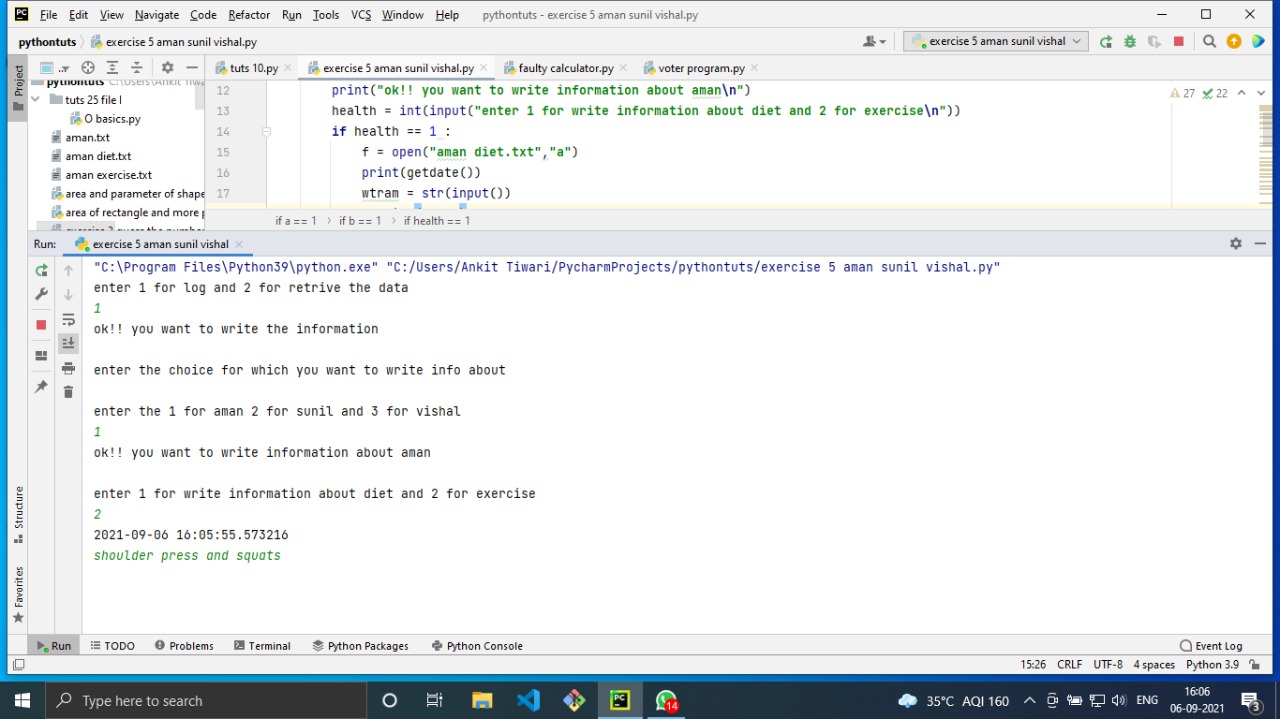 File Edit View Navigate Code Refactor Run Tools VCS Window Help pythontuts - exercise 5 aman sunil vishal.py
pythontuts exercise 5 aman sunil vishal.py exercise 5 aman sunil vishal
Project
tuts 10.py exercise 5 aman sunil vishal.py faulty calculator.py voter program.py
pythontuts C:\Users\Ankit Tiwa
tuts 25 file I
O basics.py
aman.txt
aman diet.txt
aman exercise.txt
area and parameter of shape
area of rectangle and more p
27 22
12 print("ok!! you want to write information about aman\n")
13 health = int(input("enter 1 for write information about diet and 2 for exercise\n"))
14 if health == 1 :
15 f = open("aman diet.txt","a")
16 print(getdate())
17 wtram = str(input())
if a == 1 if b == 1 if health == 1
Run: exercise 5 aman sunil vishal
"C:\Program Files\Python39\python.exe" "C:/Users/Ankit Tiwari/PycharmProjects/pythontuts/exercise 5 aman sunil vishal.py"
enter 1 for log and 2 for retrive the data
1
ok!! you want to write the information
enter the choice for which you want to write info about
enter the 1 for aman 2 for sunil and 3 for vishal
1
ok!! you want to write information about aman
enter 1 for write information about diet and 2 for exercise
2
2021-09-06 16:05:55.573216
shoulder press and squats
Structure
Favorites
Run TODO Problems Terminal Python Packages Python Console Event Log
15:26 CRLF UTF-8 4 spaces Python 3.9
Type here to search 14 35°C AQI 160 ENG 16:06
06-09-2021 3